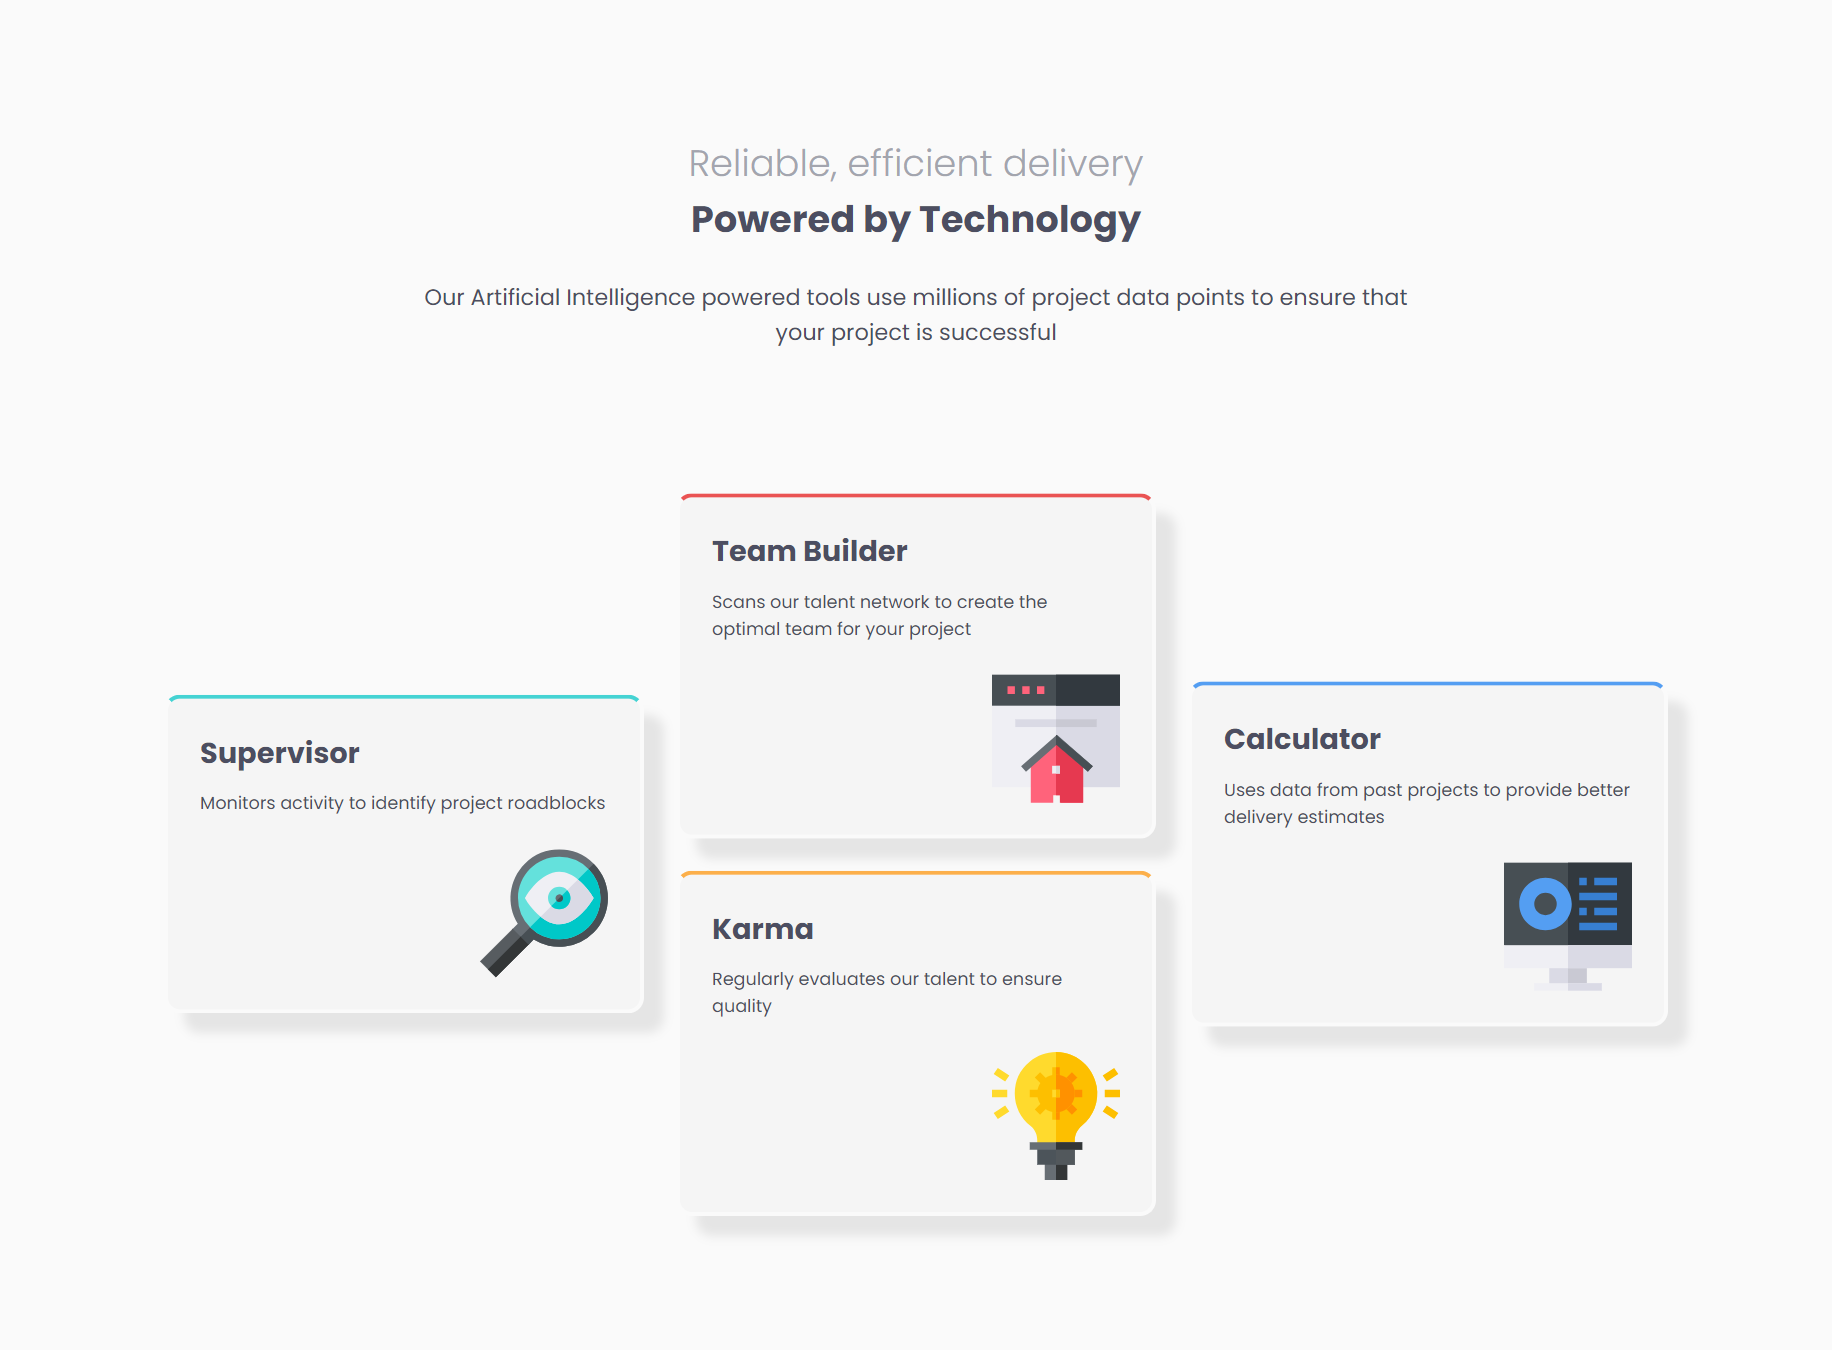 Reliable, efficient delivery
Powered by Technology
Our Artificial Intelligence powered tools use millions of project data points to ensure that
your project is successful
Supervisor
Monitors activity to identify project roadblocks
Team Builder
Scans our talent network to create the
optimal team for your project
Karma
Regularly evaluates our talent to ensure
quality
Calculator
Uses data from past projects to provide better
delivery estimates